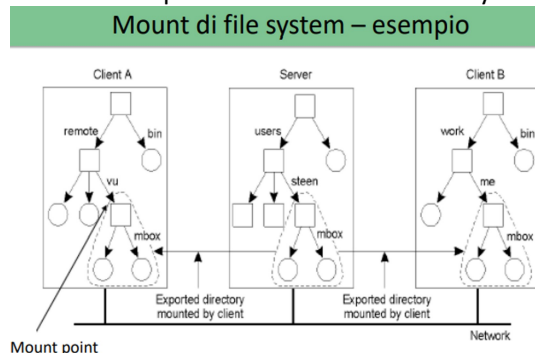 Mount di file system – esempio
Client A
Server
Client B
remote
bin
users
work
bin
vu
steen
me
mbox
mbox
mbox
Exported directory
mounted by client
Exported directory
mounted by client
Network
Mount point